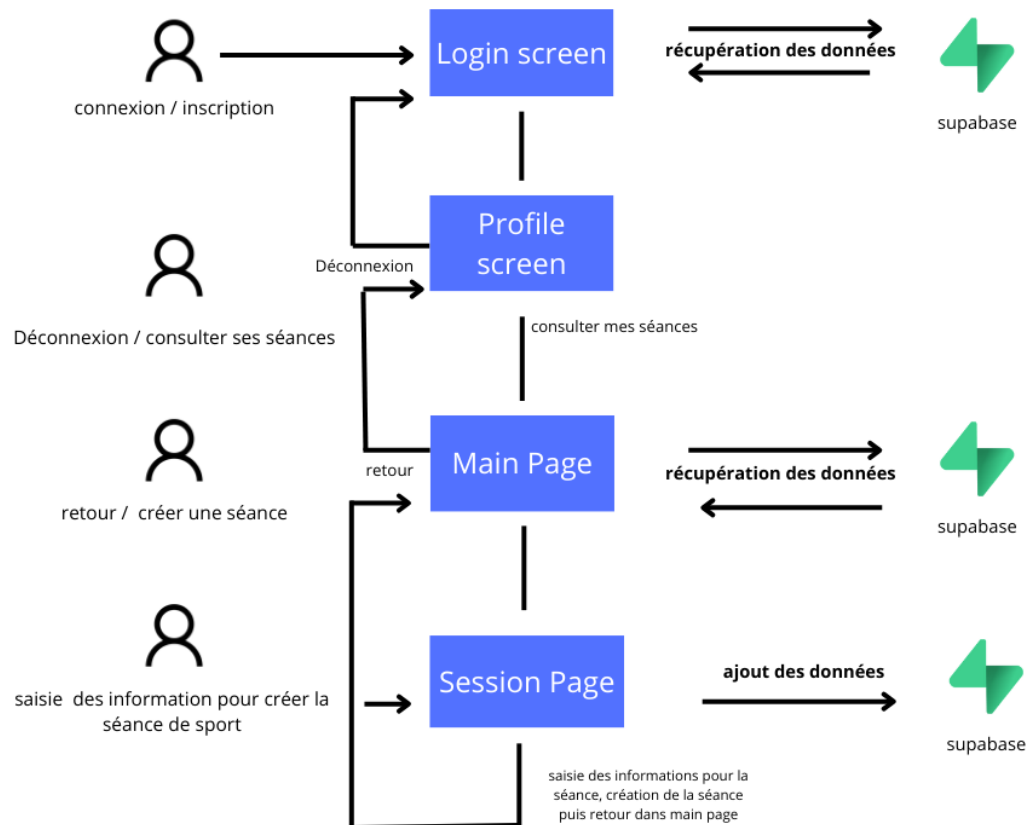 Login screen
récupération des données
connexion / inscription
supabase
Profile
screen
Déconnexion
Déconnexion / consulter ses séances
consulter mes séances
Main Page
retour
récupération des données
retour / créer une séance
supabase
Session Page
ajout des données
saisie des information pour créer la
séance de sport
supabase
saisie des informations pour la
séance, création de la séance
puis retour dans main page